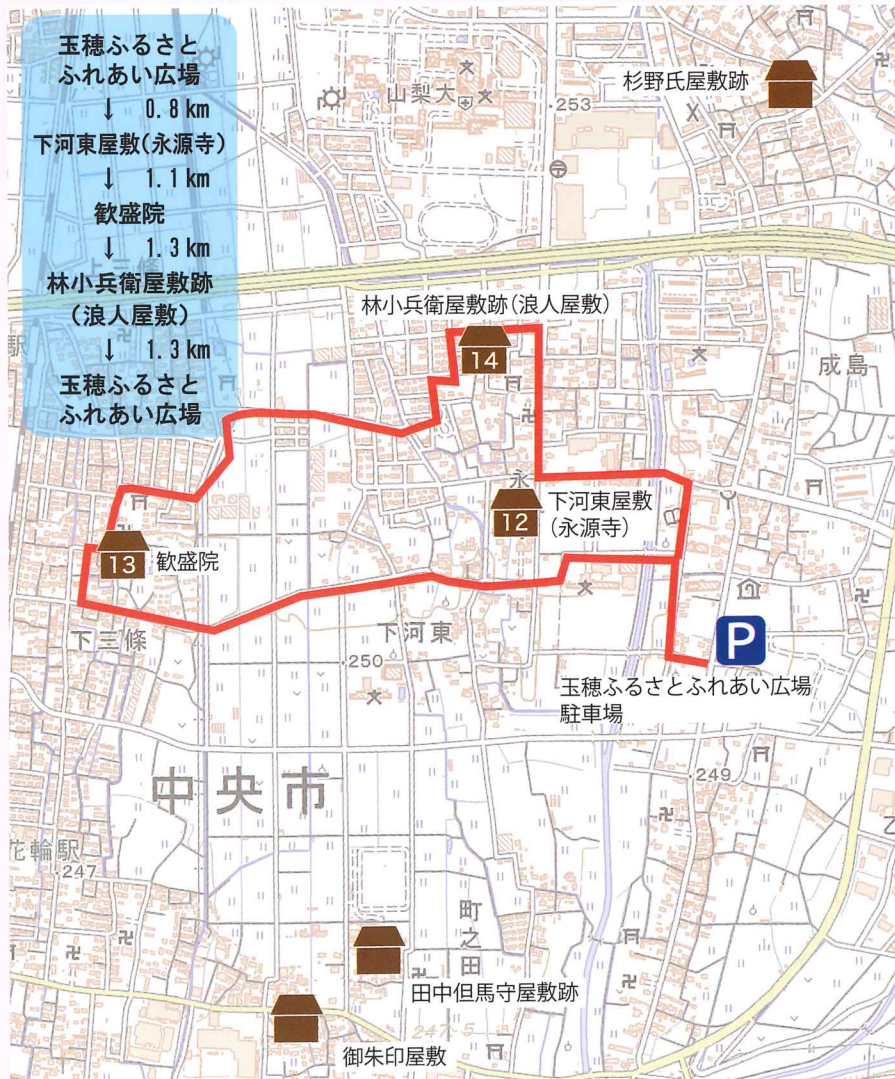 玉穂ふるさと
ふれあい広場
↓ 0.8km
下河東屋敷(永源寺)
↓ 1.1km
歓盛院
↓ 1.3km
林小兵衛屋敷跡
(浪人屋敷)
↓ 1.3km
玉穂ふるさと
ふれあい広場
山梨大
253
杉野氏屋敷跡
上三條
駅
林小兵衛屋敷跡(浪人屋敷)
14
成島
永
12
下河東屋敷
(永源寺)
13
歓盛院
下三條
下河東
250
P
玉穂ふるさとふれあい広場
駐車場
中央市
249
花輪駅
247
町之田
田中但馬守屋敷跡
247.5
御朱印屋敷